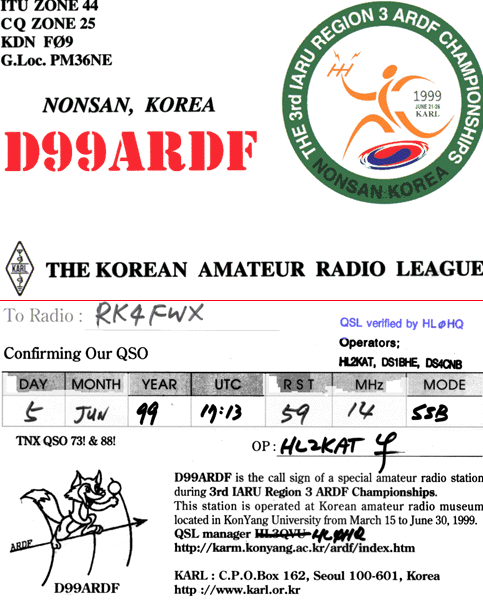 ITU ZONE 44
CQ ZONE 25
KDN FØ9
G.Loc. PM36NE
NONSAN, KOREA
D99ARDF
THE 3rd IARU REGION 3 ARDF CHAMPIONSHIPS
1999
JUNE 21-26
KARL
NONSAN KOREA
KARL
THE KOREAN AMATEUR RADIO LEAGUE
To Radio : RK4FWX
QSL verified by HLØHQ
Operators;
HL2KAT, DS1BHE, DS4CNB
Confirming Our QSO
DAY MONTH YEAR UTC RST MHz MODE
5 JUN 99 17:13 59 14 SSB
TNX QSO 73! & 88!
OP : HL2KAT
D99ARDF is the call sign of a special amateur radio station
during 3rd IARU Region 3 ARDF Championships.
This station is operated at Korean amateur radio museum
located in KonYang University from March 15 to June 30, 1999.
QSL manager HL3QVU HLØHQ
http://karm.konyang.ac.kr/ardf/index.htm
ARDF
D99ARDF
KARL : C.P.O.Box 162, Seoul 100-601, Korea
http ://www.karl.or.kr